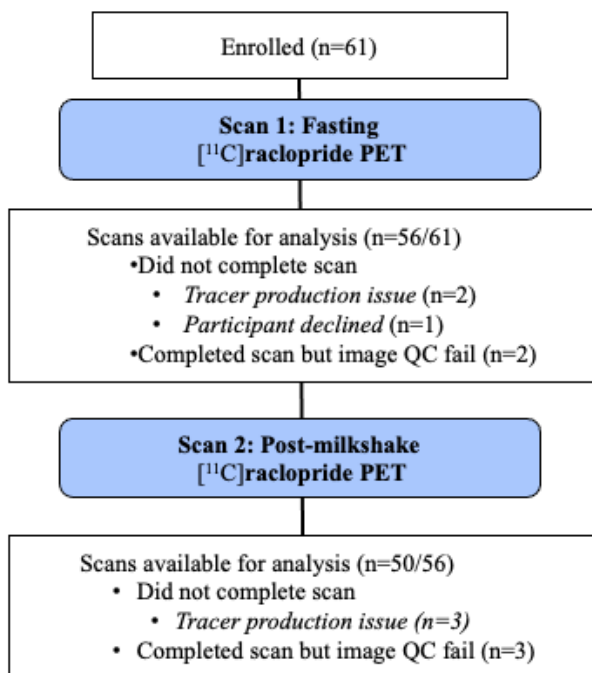 Enrolled (n=61)
Scan 1: Fasting
[¹¹C]raclopride PET
Scans available for analysis (n=56/61)
•Did not complete scan
• Tracer production issue (n=2)
• Participant declined (n=1)
•Completed scan but image QC fail (n=2)
Scan 2: Post-milkshake
[¹¹C]raclopride PET
Scans available for analysis (n=50/56)
• Did not complete scan
• Tracer production issue (n=3)
• Completed scan but image QC fail (n=3)